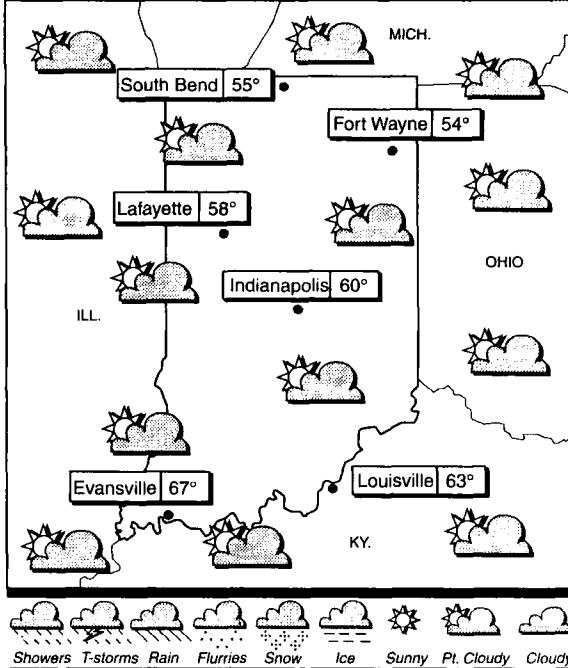 MICH.
South Bend 55°
Fort Wayne 54°
Lafayette 58°
OHIO
Indianapolis 60°
ILL.
Evansville 67°
Louisville 63°
KY.
Showers T-storms Rain Flurries Snow Ice Sunny Pt. Cloudy Cloudy